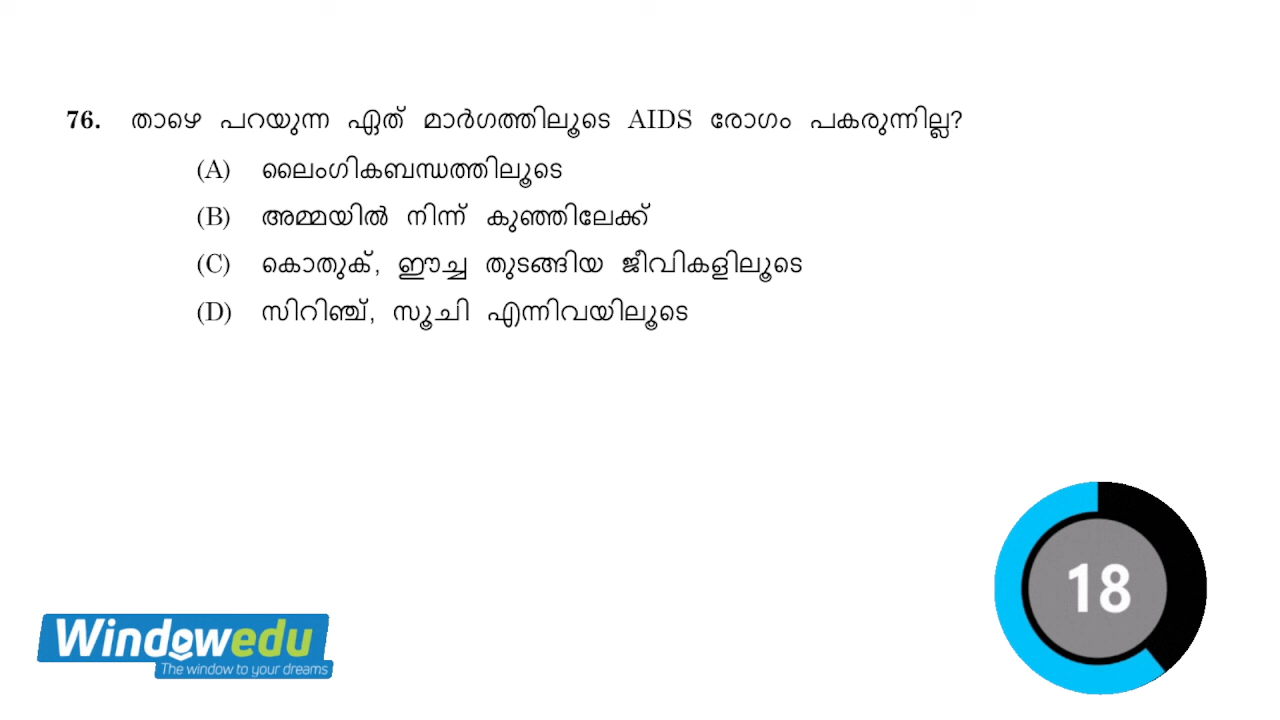 76. താഴെ പറയുന്ന ഏത് മാർഗത്തിലൂടെ AIDS രോഗം പകരുന്നില്ല?
(A) ലൈംഗികബന്ധത്തിലൂടെ
(B) അമ്മയിൽ നിന്ന് കുഞ്ഞിലേക്ക്
(C) കൊതുക്, ഈച്ച തുടങ്ങിയ ജീവികളിലൂടെ
(D) സിറിഞ്ച്, സൂചി എന്നിവയിലൂടെ
18
Windowedu
The window to your dreams